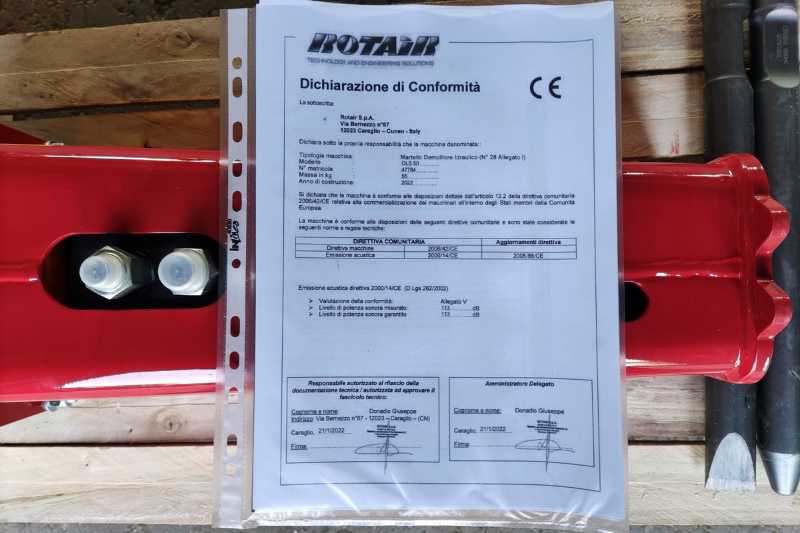 ROTAIR
TECHNOLOGY AND ENGINEERING SOLUTIONS
Dichiarazione di Conformità
CE
La sottoscritta:
Rotair S.p.A.
Via Bernezzo n°67
12023 Caraglio – Cuneo - Italy
Dichiara sotto la propria responsabilità che la macchina denominata:
Tipologia macchina: Martello Demolitore Idraulico (N° 28 Allegato I)
Modello OLS 50
N° matricola : 47784
Massa in kg : 55
Anno di costruzione: 2022
Si dichiara che la macchina è conforme alle disposizioni dettate dall'articolo 12.2 della direttiva comunitaria
2006/42/CE relativa alla commercializzazione dei macchinari all'interno degli Stati membri della Comunità
Europea
La macchina è conforme alle disposizioni delle seguenti direttive comunitarie e sono state considerate le
seguenti norme e regole tecniche:
DIRETTIVA COMUNITARIA Aggiornamenti direttiva
Direttiva macchine 2006/42/CE
Emissione acustica 2000/14/CE 2005/88/CE
Emissione acustica direttiva 2000/14/CE (D.Lgs 262/2002)
Valutazione della conformità: Allegato V
Livello di potenza sonora misurato: 113 dB
Livello di potenza sonora garantito: 113 dB
Responsabile autorizzato al rilascio della
documentazione tecnica / autorizzata ad approvare il
fascicolo tecnico:
Cognome e nome: Donadio Giuseppe
Indirizzo: Via Bernezzo n°67 - 12023 – Caraglio – (CN)
Caraglio, 21/1/2022
Firma:
Amministratore Delegato
Cognome e nome: Donadio Giuseppe
Caraglio, 21/1/2022
Firma: